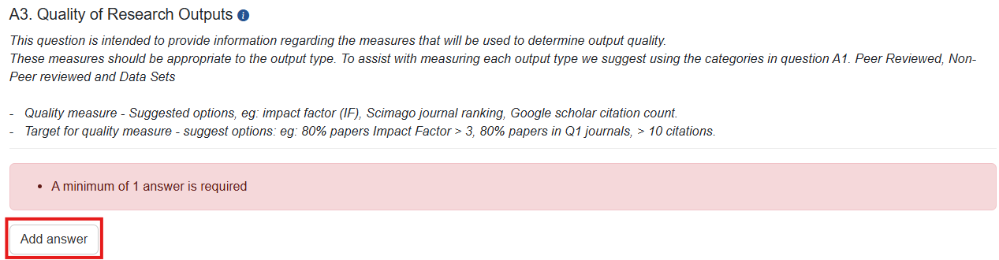 A3. Quality of Research Outputs i
This question is intended to provide information regarding the measures that will be used to determine output quality.
These measures should be appropriate to the output type. To assist with measuring each output type we suggest using the categories in question A1. Peer Reviewed, Non-
Peer reviewed and Data Sets
- Quality measure - Suggested options, eg: impact factor (IF), Scimago journal ranking, Google scholar citation count.
- Target for quality measure - suggest options: eg: 80% papers Impact Factor > 3, 80% papers in Q1 journals, > 10 citations.
• A minimum of 1 answer is required
Add answer